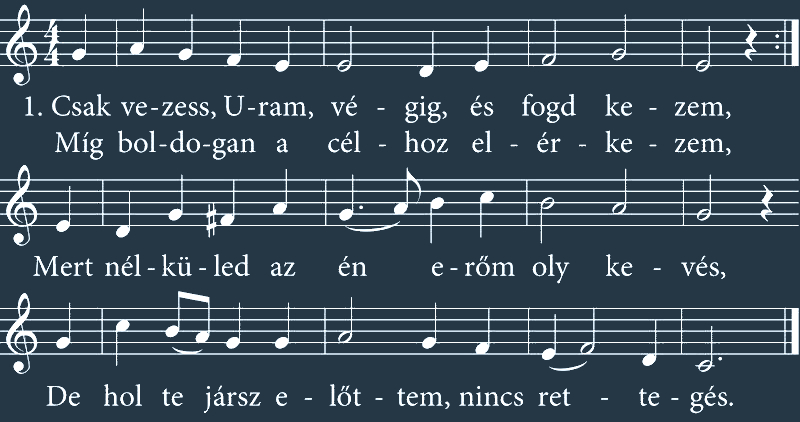 1. Csak ve-zess, U-ram, vé - gig, és fogd ke - zem,
Míg bol-do-gan a cél - hoz el - ér - ke - zem,
Mert nél - kü - led az én e - rőm oly ke - vés,
De hol te jársz e - lőt - tem, nincs ret - te - gés.